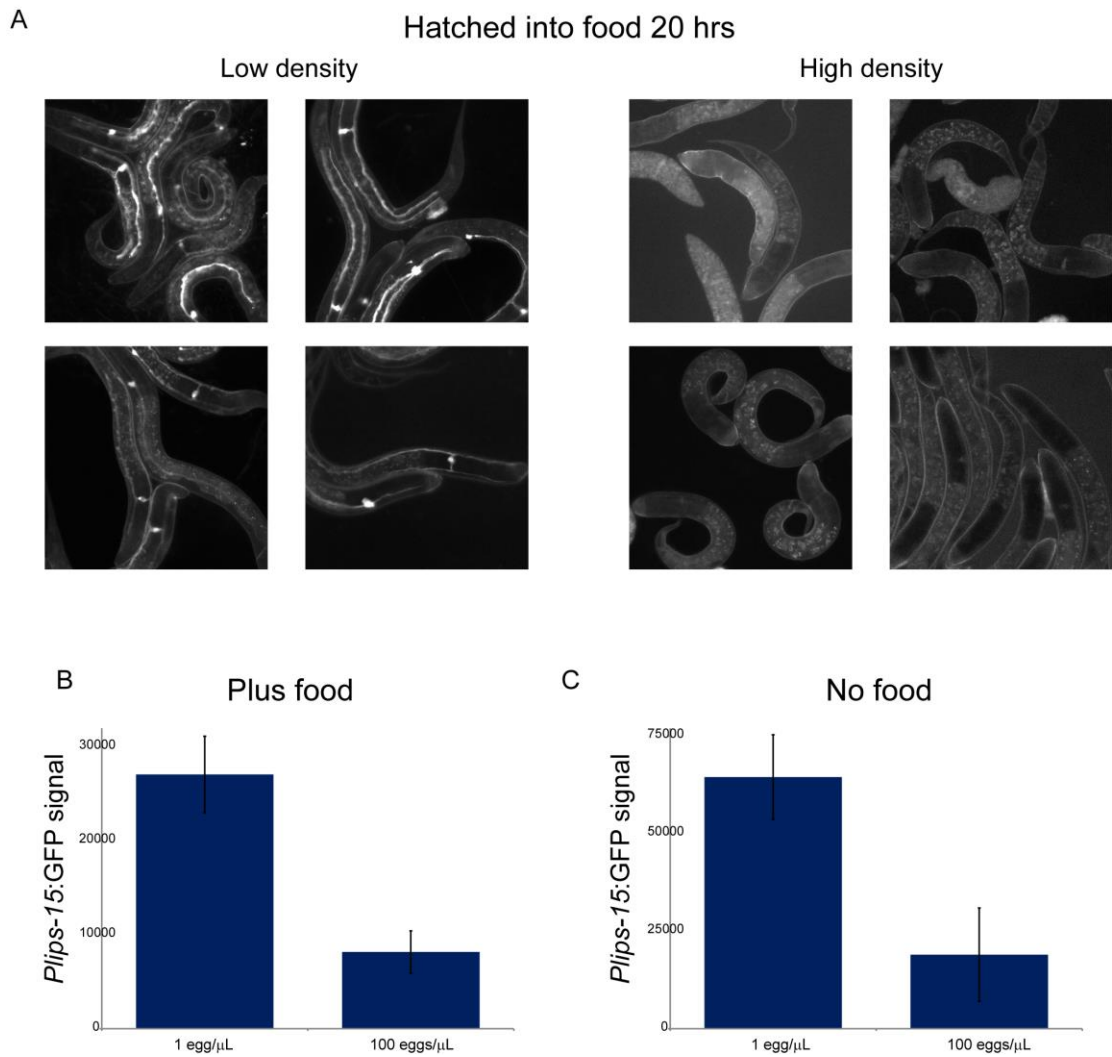 A
Hatched into food 20 hrs
Low density
High density
B
Plus food
Plips-15:GFP signal
30000
20000
10000
0
1 egg/μL
100 eggs/μL
C
No food
Plips-15:GFP signal
75000
50000
25000
0
1 egg/μL
100 eggs/μL